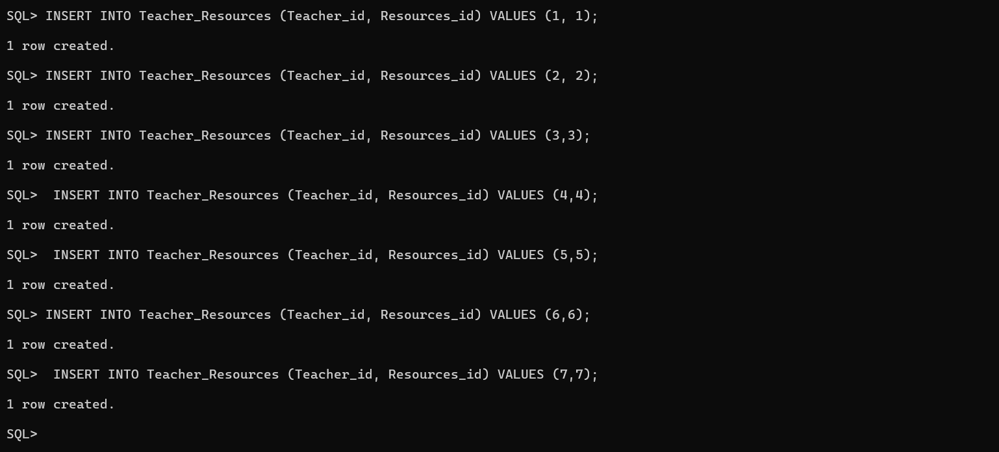 SQL> INSERT INTO Teacher_Resources (Teacher_id, Resources_id) VALUES (1, 1);
1 row created.
SQL> INSERT INTO Teacher_Resources (Teacher_id, Resources_id) VALUES (2, 2);
1 row created.
SQL> INSERT INTO Teacher_Resources (Teacher_id, Resources_id) VALUES (3,3);
1 row created.
SQL>  INSERT INTO Teacher_Resources (Teacher_id, Resources_id) VALUES (4,4);
1 row created.
SQL>  INSERT INTO Teacher_Resources (Teacher_id, Resources_id) VALUES (5,5);
1 row created.
SQL> INSERT INTO Teacher_Resources (Teacher_id, Resources_id) VALUES (6,6);
1 row created.
SQL>  INSERT INTO Teacher_Resources (Teacher_id, Resources_id) VALUES (7,7);
1 row created.
SQL>